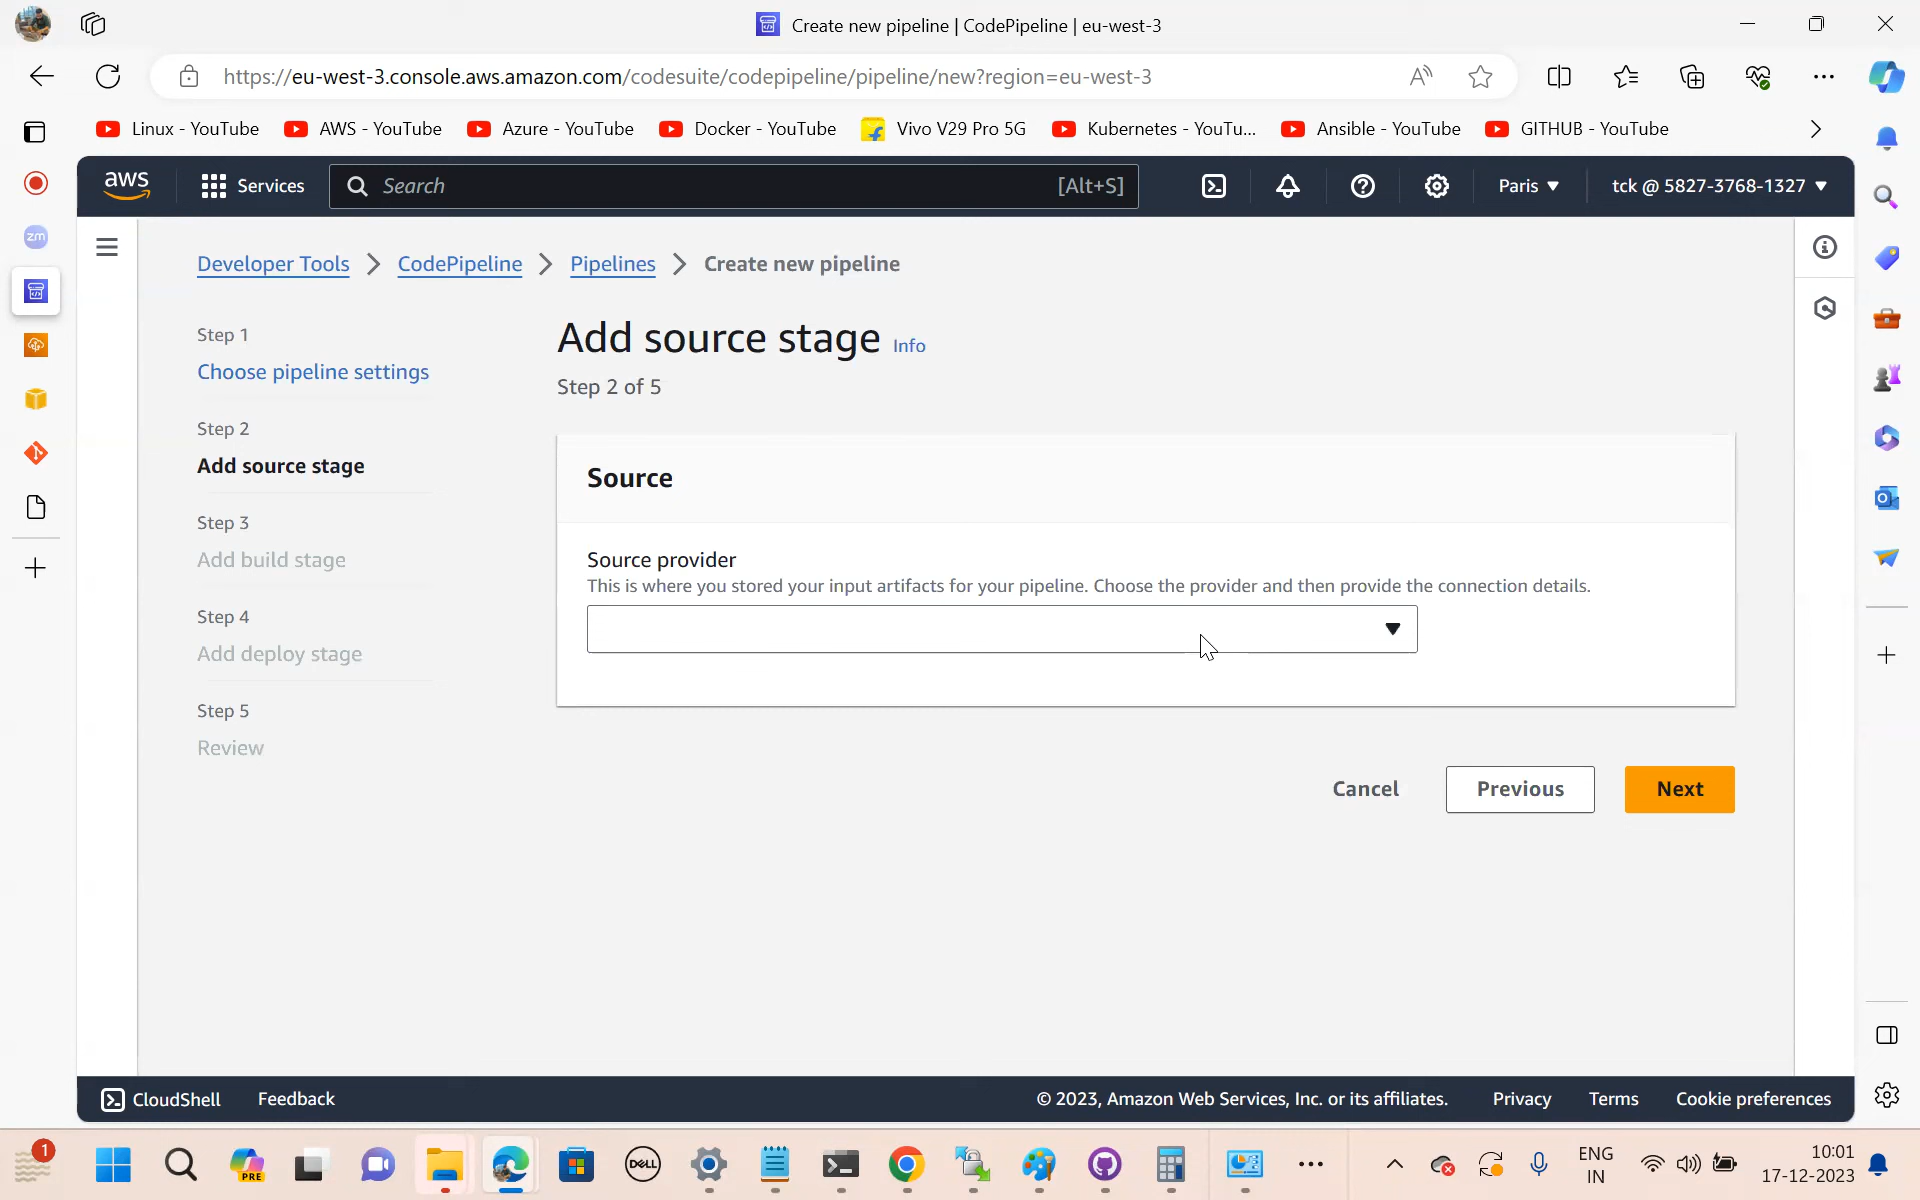 Create new pipeline | CodePipeline | eu-west-3
https://eu-west-3.console.aws.amazon.com/codesuite/codepipeline/pipeline/new?region=eu-west-3
Linux - YouTube
AWS - YouTube
Azure - YouTube
Docker - YouTube
Vivo V29 Pro 5G
Kubernetes - YouTu...
Ansible - YouTube
GITHUB - YouTube
aws
Services
Search
[Alt+S]
Paris
tck @ 5827-3768-1327
zm
Developer Tools
CodePipeline
Pipelines
Create new pipeline
Step 1
Choose pipeline settings
Step 2
Add source stage
Step 3
Add build stage
Step 4
Add deploy stage
Step 5
Review
Add source stage Info
Step 2 of 5
Source
Source provider
This is where you stored your input artifacts for your pipeline. Choose the provider and then provide the connection details.
Cancel
Previous
Next
CloudShell
Feedback
© 2023, Amazon Web Services, Inc. or its affiliates.
Privacy
Terms
Cookie preferences
1
PRE
DELL
ENG
IN
10:01
17-12-2023